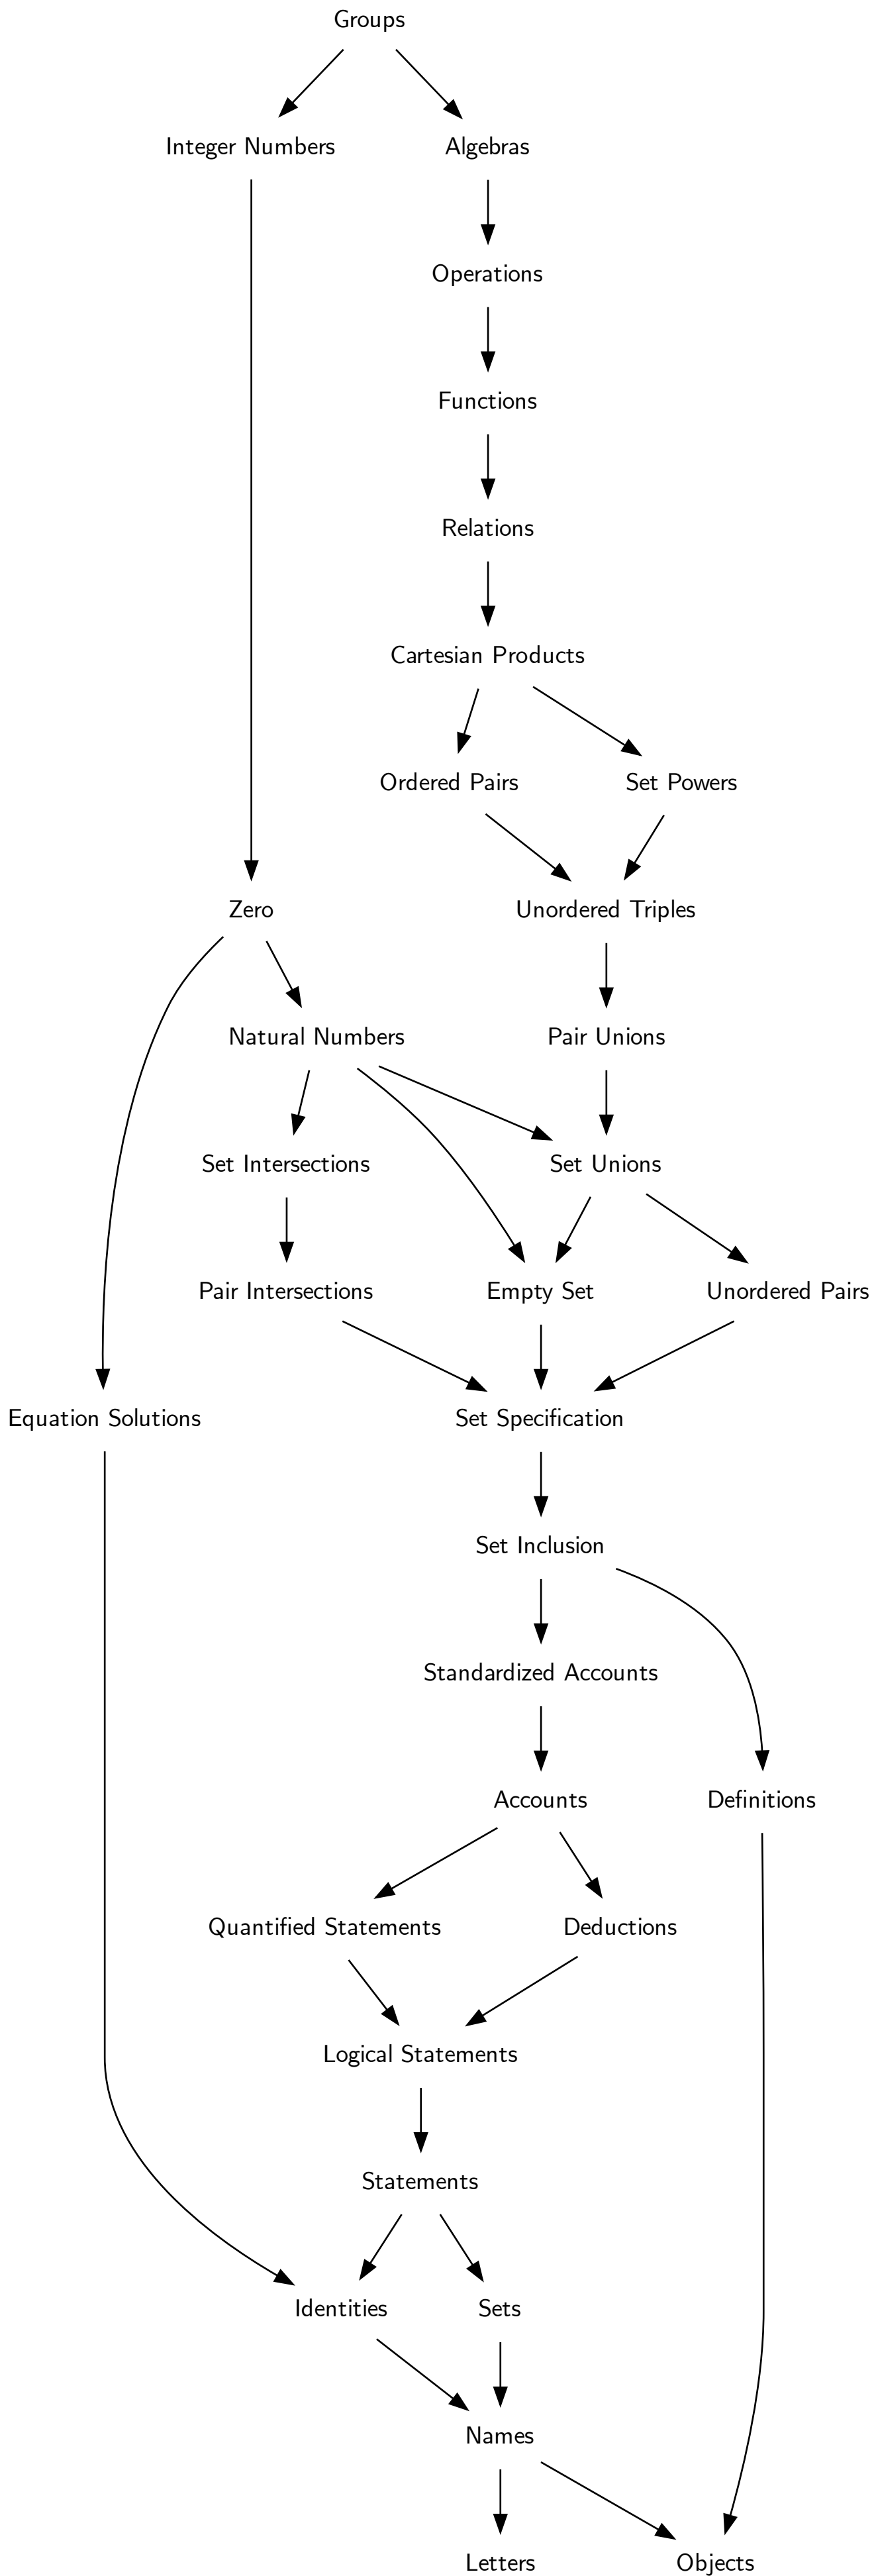 Groups
Integer Numbers
Algebras
Operations
Functions
Relations
Cartesian Products
Ordered Pairs
Set Powers
Zero
Unordered Triples
Natural Numbers
Pair Unions
Set Intersections
Set Unions
Pair Intersections
Empty Set
Unordered Pairs
Equation Solutions
Set Specification
Set Inclusion
Standardized Accounts
Accounts
Definitions
Quantified Statements
Deductions
Logical Statements
Statements
Identities
Sets
Names
Letters
Objects